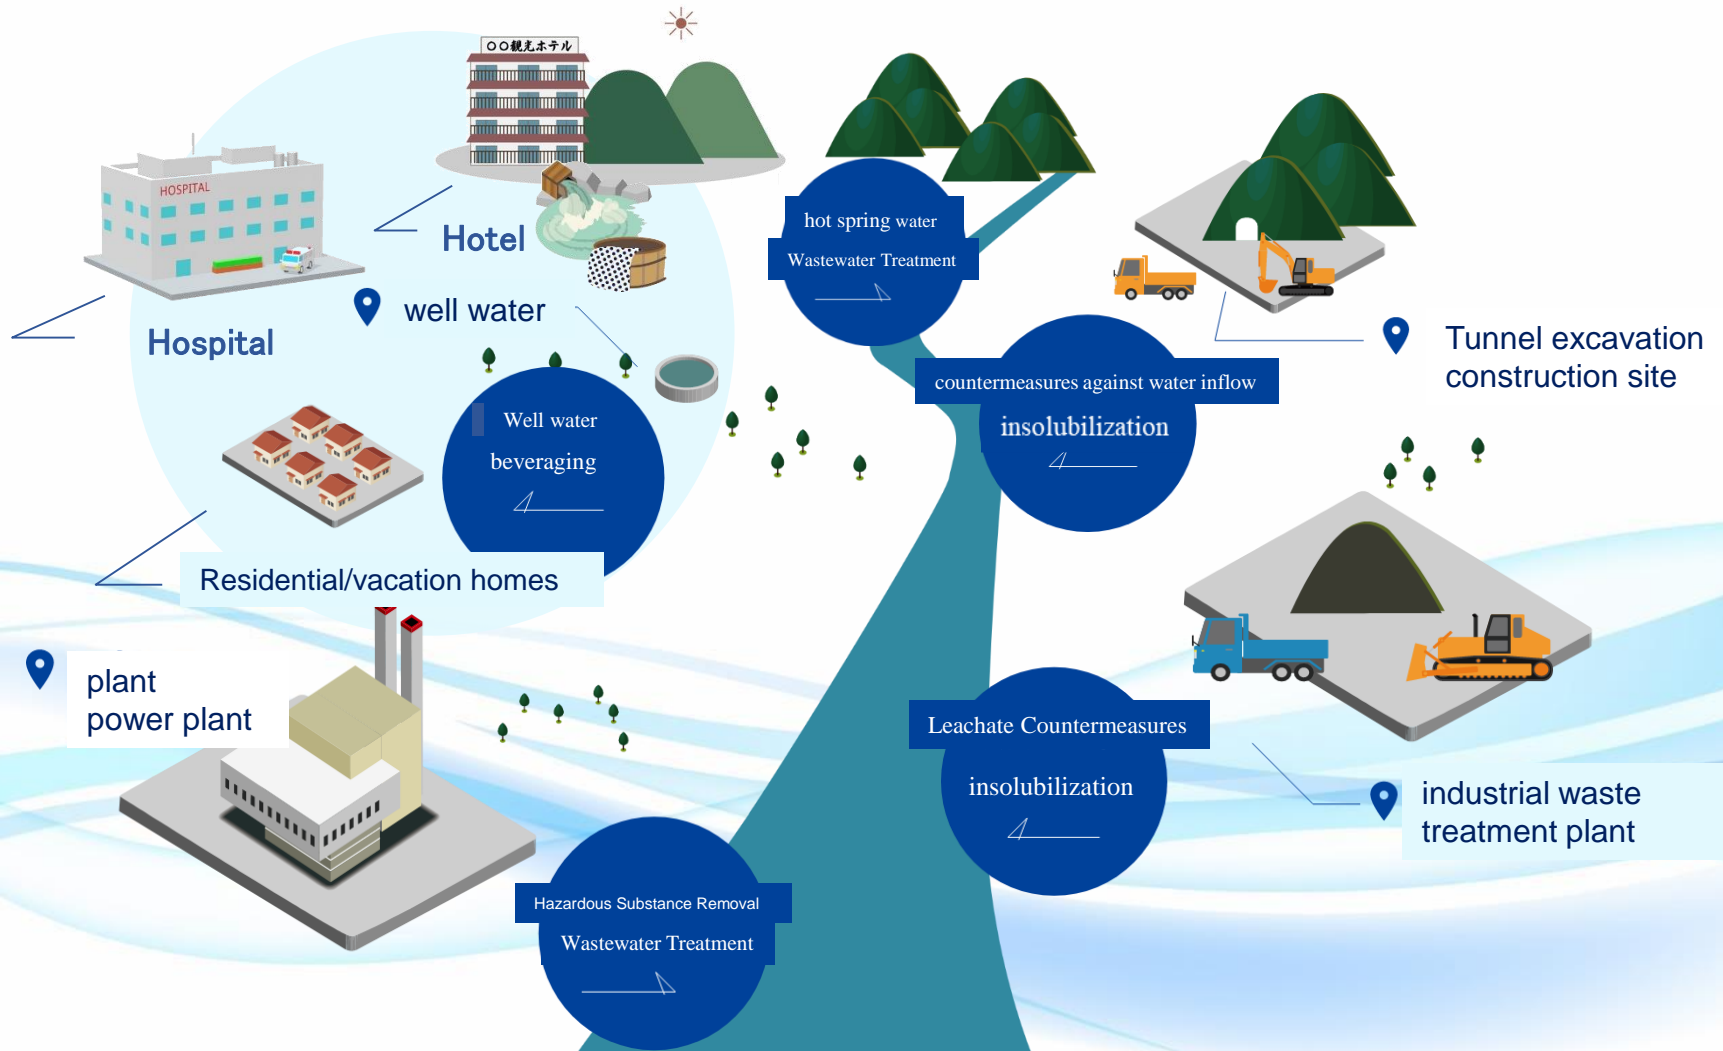 〇〇観光ホテル
HOSPITAL
Hotel
Hospital
well water
hot spring water
Wastewater Treatment
Tunnel excavation
construction site
countermeasures against water inflow
insolubilization
Well water
beveraging
Residential/vacation homes
plant
power plant
Leachate Countermeasures
insolubilization
industrial waste
treatment plant
Hazardous Substance Removal
Wastewater Treatment